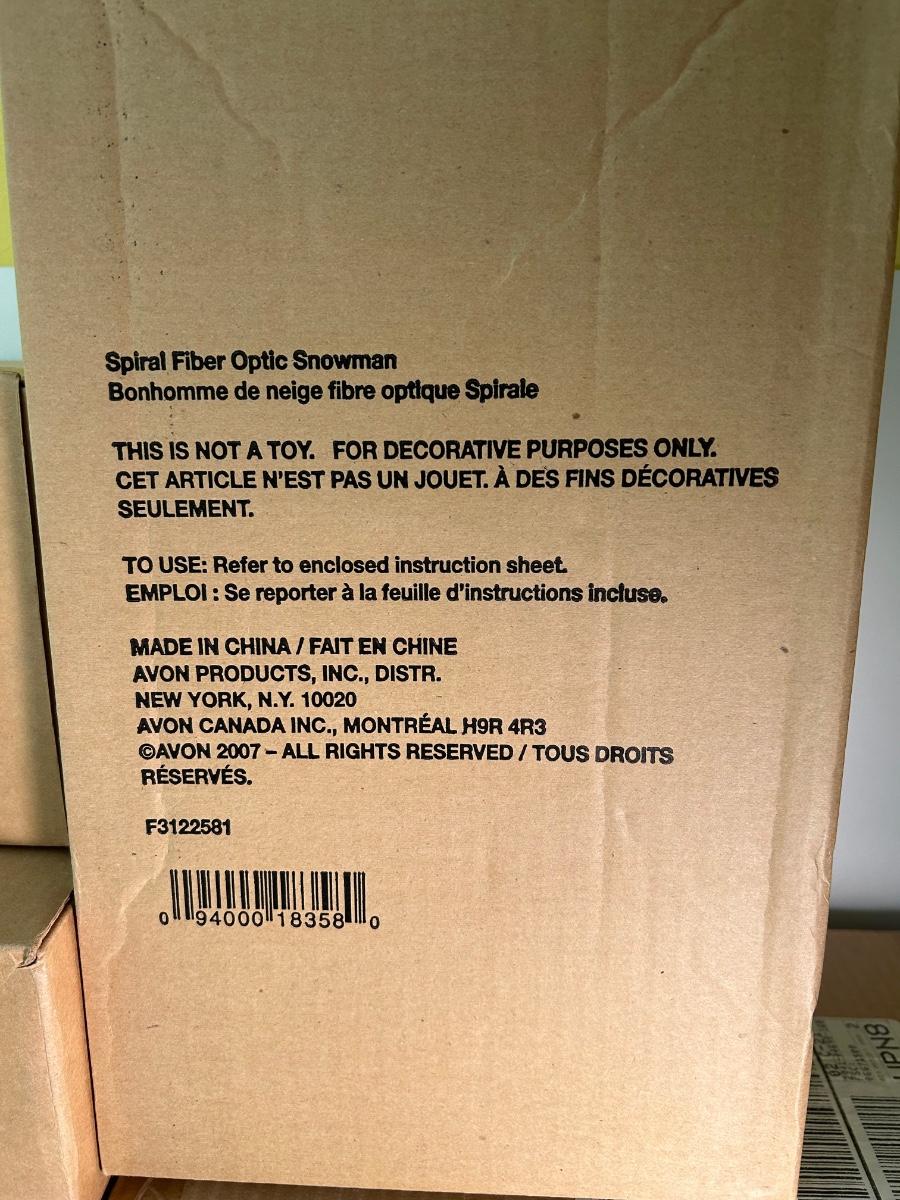 Spiral Fiber Optic Snowman
Bonhomme de neige fibre optique Spirale
THIS IS NOT A TOY. FOR DECORATIVE PURPOSES ONLY.
CET ARTICLE N'EST PAS UN JOUET. À DES FINS DÉCORATIVES
SEULEMENT.
TO USE: Refer to enclosed instruction sheet.
EMPLOI : Se reporter à la feuille d'instructions incluse.
MADE IN CHINA / FAIT EN CHINE
AVON PRODUCTS, INC., DISTR.
NEW YORK, N.Y. 10020
AVON CANADA INC., MONTRÉAL H9R 4R3
©AVON 2007 – ALL RIGHTS RESERVED / TOUS DROITS
RÉSERVÉS.
F3122581
0 94000 18358 0